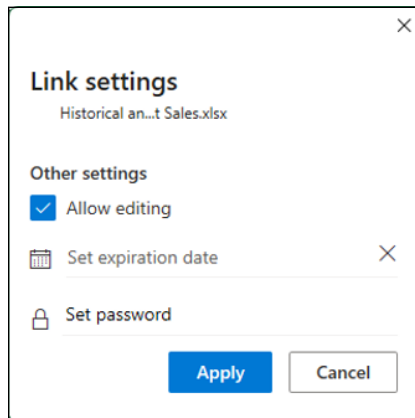 Link settings
Historical an...t Sales.xlsx
Other settings
Allow editing
Set expiration date
Set password
Apply
Cancel